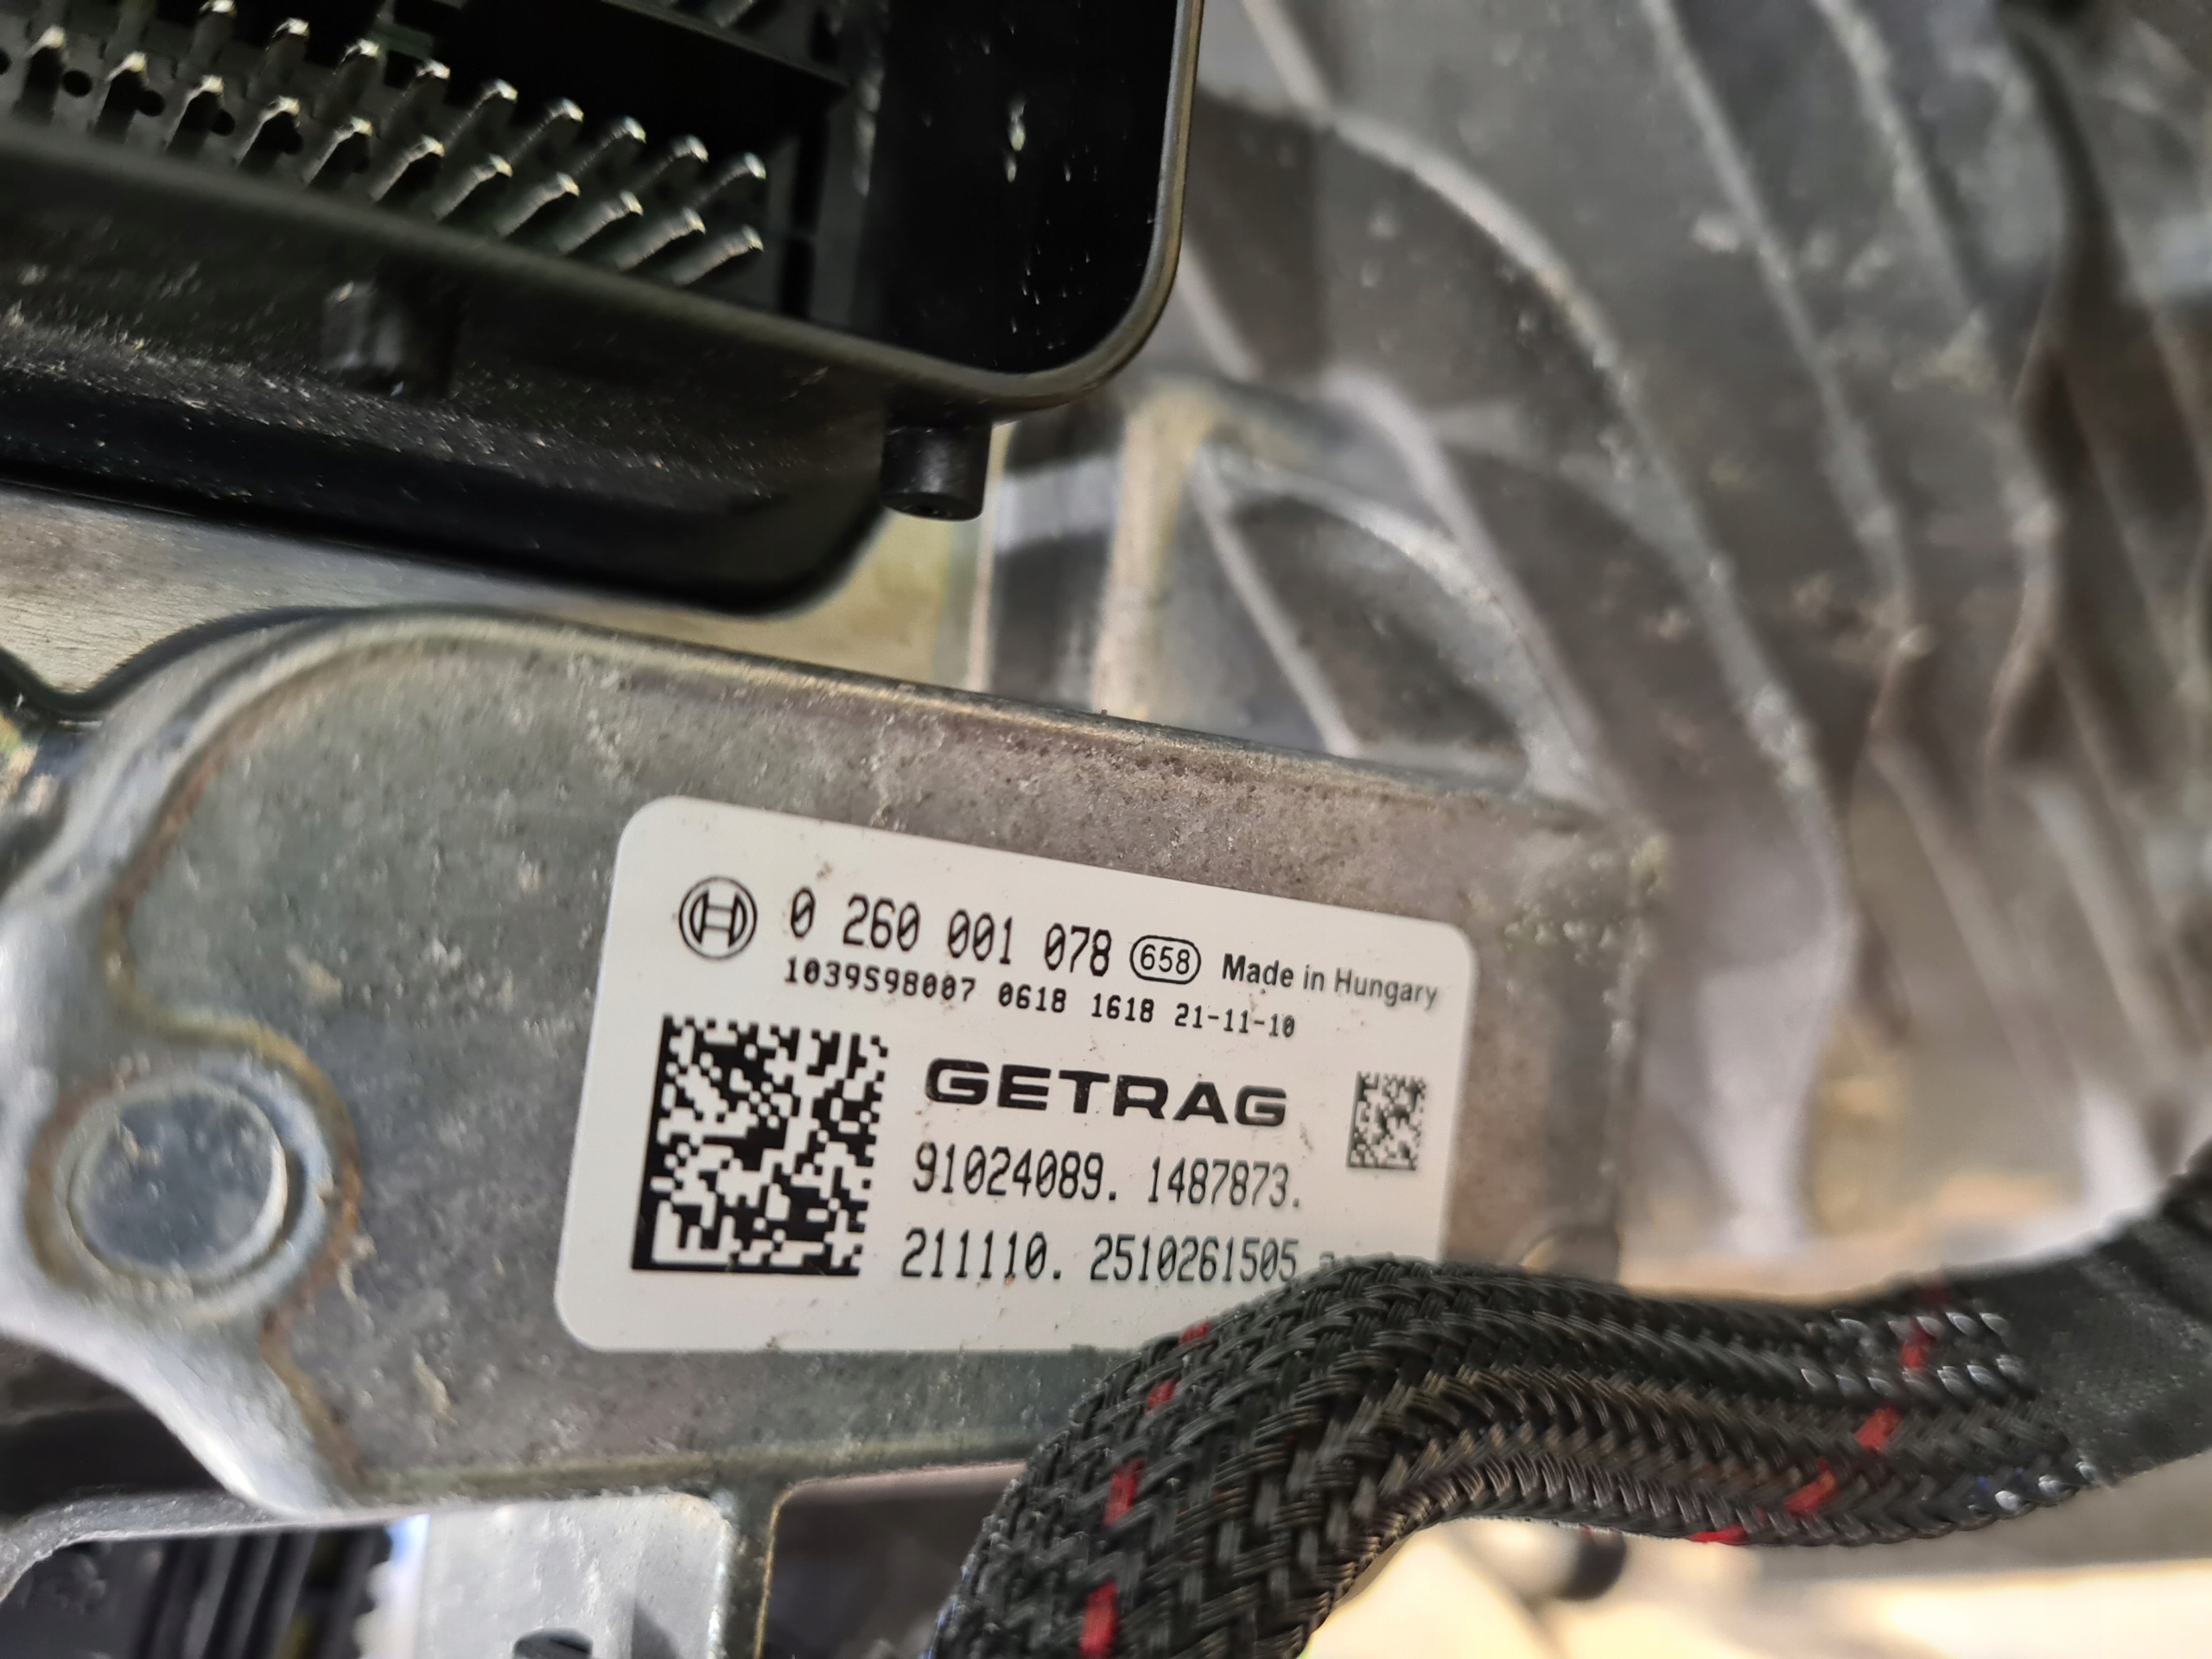 0 260 001 078 658 Made in Hungary
1039S98007 0618 1618 21-11-10
GETRAG
91024089. 1487873.
211110. 2510261505